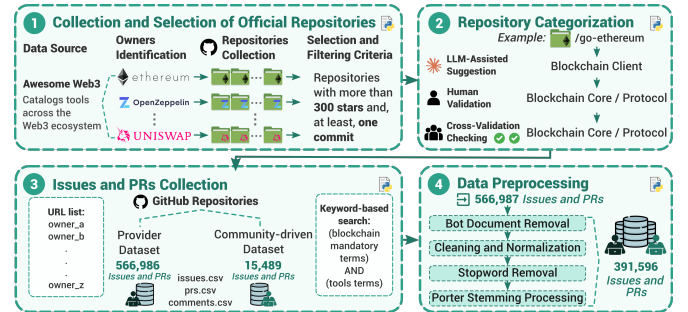 1 Collection and Selection of Official Repositories
Data Source
Owners
Identification
Repositories
Collection
Selection and
Filtering Criteria
Awesome Web3
Catalogs tools
across the
Web3 ecosystem
ethereum
OpenZeppelin
UNISWAP
Repositories
with more than
300 stars and,
at least, one
commit
2 Repository Categorization
Example: /go-ethereum
LLM-Assisted
Suggestion
Blockchain Client
Human
Validation
Blockchain Core / Protocol
Cross-Validation
Checking
Blockchain Core / Protocol
3 Issues and PRs Collection
URL list:
owner_a
owner_b
.
.
.
owner_z
GitHub Repositories
Provider
Dataset
566,986
Issues and PRs
Community-driven
Dataset
15,489
Issues and PRs
issues.csv
prs.csv
comments.csv
Keyword-based
search:
(blockchain
mandatory
terms)
AND
(tools terms)
4 Data Preprocessing
566,987 Issues and PRs
Bot Document Removal
Cleaning and Normalization
Stopword Removal
Porter Stemming Processing
391,596
Issues and
PRs